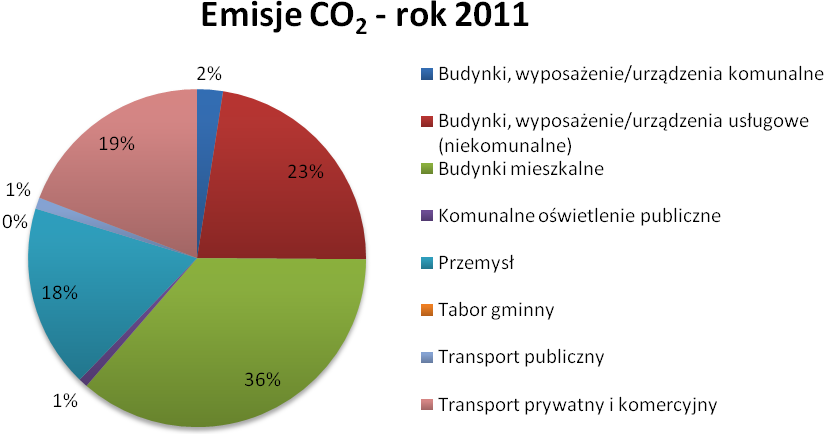 Emisje CO₂ - rok 2011
2%
23%
36%
1%
18%
0%
1%
19%
Budynki, wyposażenie/urządzenia komunalne
Budynki, wyposażenie/urządzenia usługowe
(niekomunalne)
Budynki mieszkalne
Komunalne oświetlenie publiczne
Przemysł
Tabor gminny
Transport publiczny
Transport prywatny i komercyjny